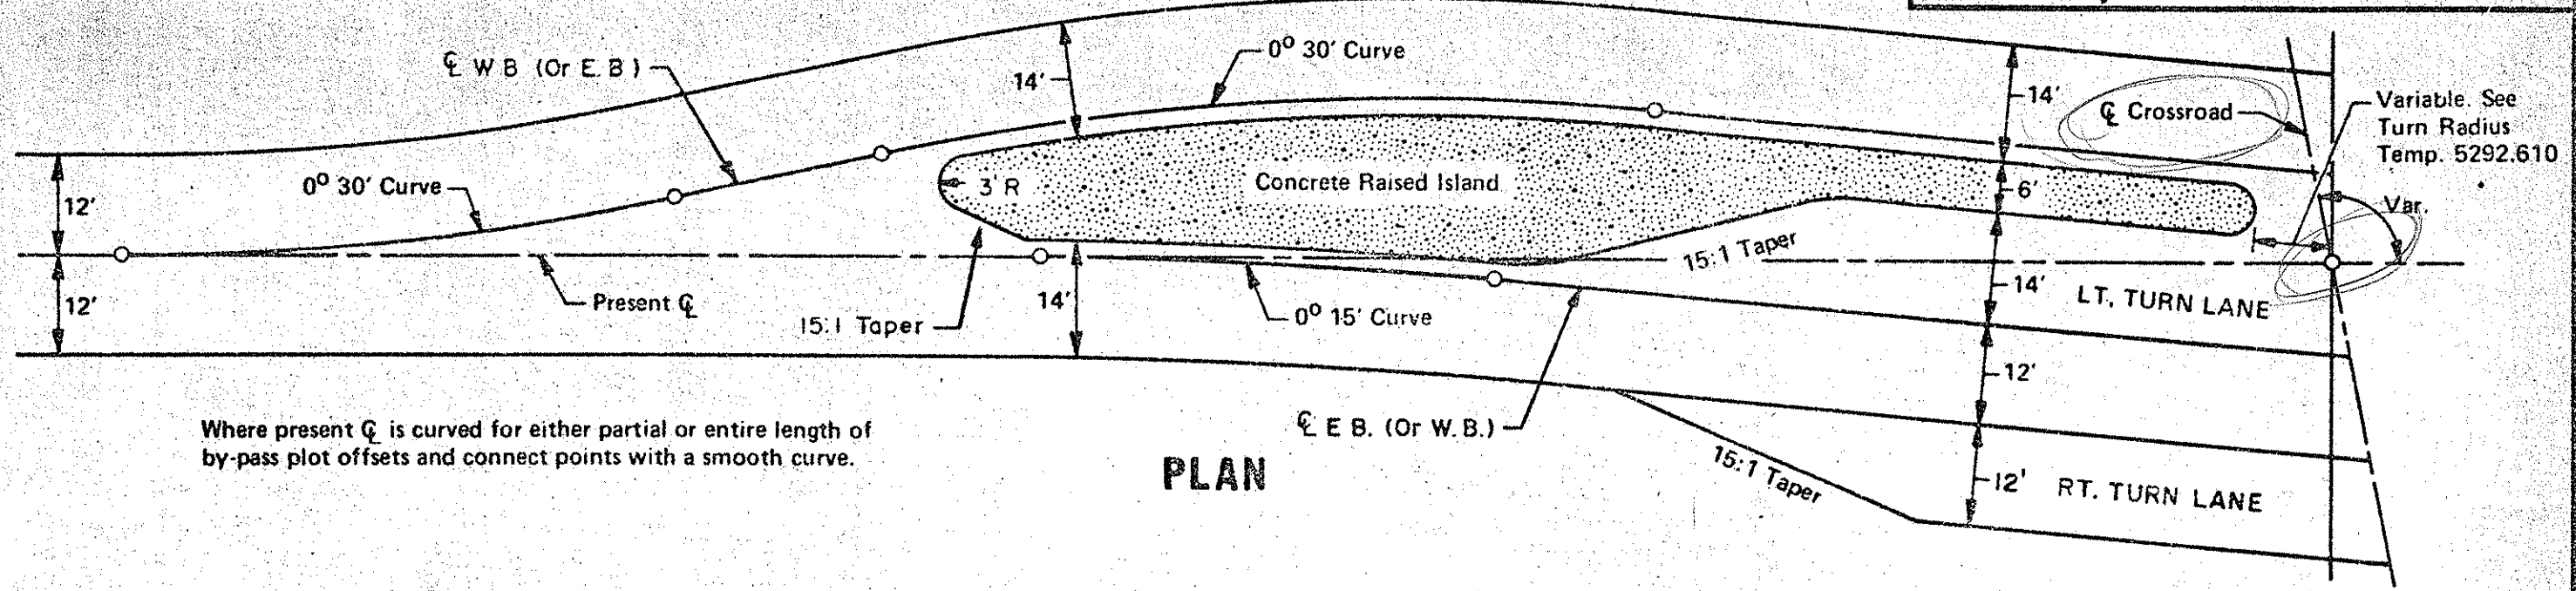 ℄ W B (Or E. B)
0° 30' Curve
14'
14'
℄ Crossroad
Variable. See
Turn Radius
Temp. 5292.610
0° 30' Curve
3' R
Concrete Raised Island
6'
Var.
12'
12'
Present ℄
15:1 Taper
14'
0° 15' Curve
15:1 Taper
14'
LT. TURN LANE
12'
℄ E B. (Or W. B.)
Where present ℄ is curved for either partial or entire length of
by-pass plot offsets and connect points with a smooth curve.
PLAN
15:1 Taper
12'
RT. TURN LANE